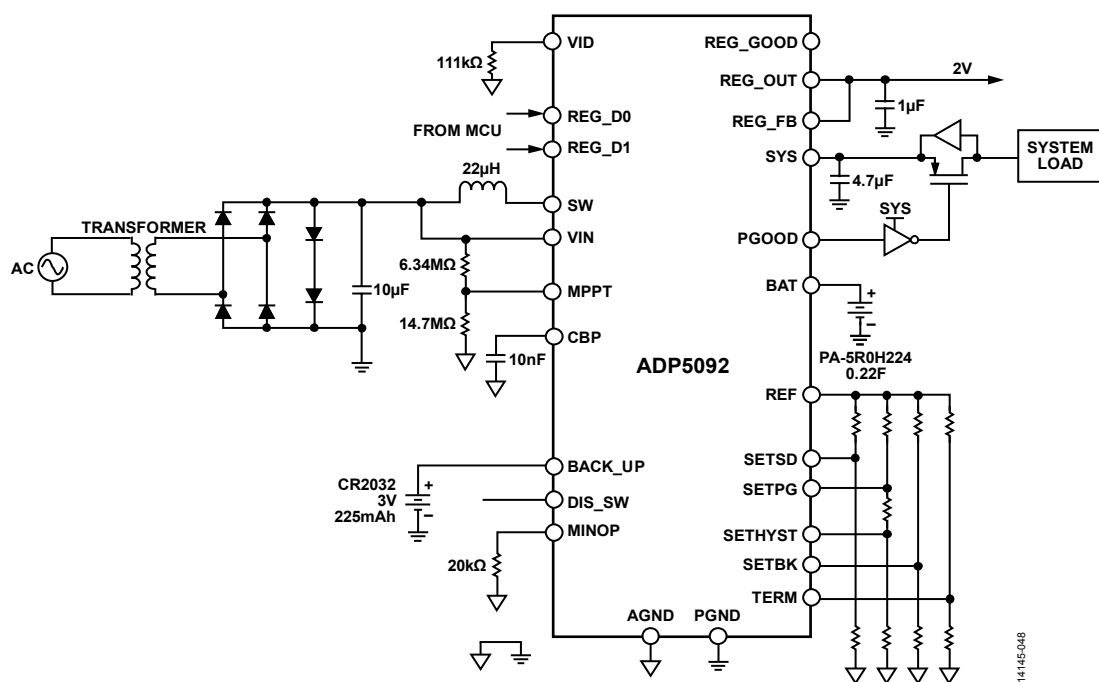 VID
111kΩ
REG_D0
FROM MCU
REG_D1
22µH
SW
TRANSFORMER
AC
VIN
6.34MΩ
10µF
MPPT
14.7MΩ
CBP
10nF
ADP5092
BACK_UP
CR2032
3V
225mAh
+
–
DIS_SW
MINOP
20kΩ
AGND
PGND
REG_GOOD
REG_OUT
2V
1µF
REG_FB
SYS
4.7µF
SYSTEM
LOAD
SYS
PGOOD
BAT
+
–
PA-5R0H224
0.22F
REF
SETSD
SETPG
SETHYST
SETBK
TERM
14145-048